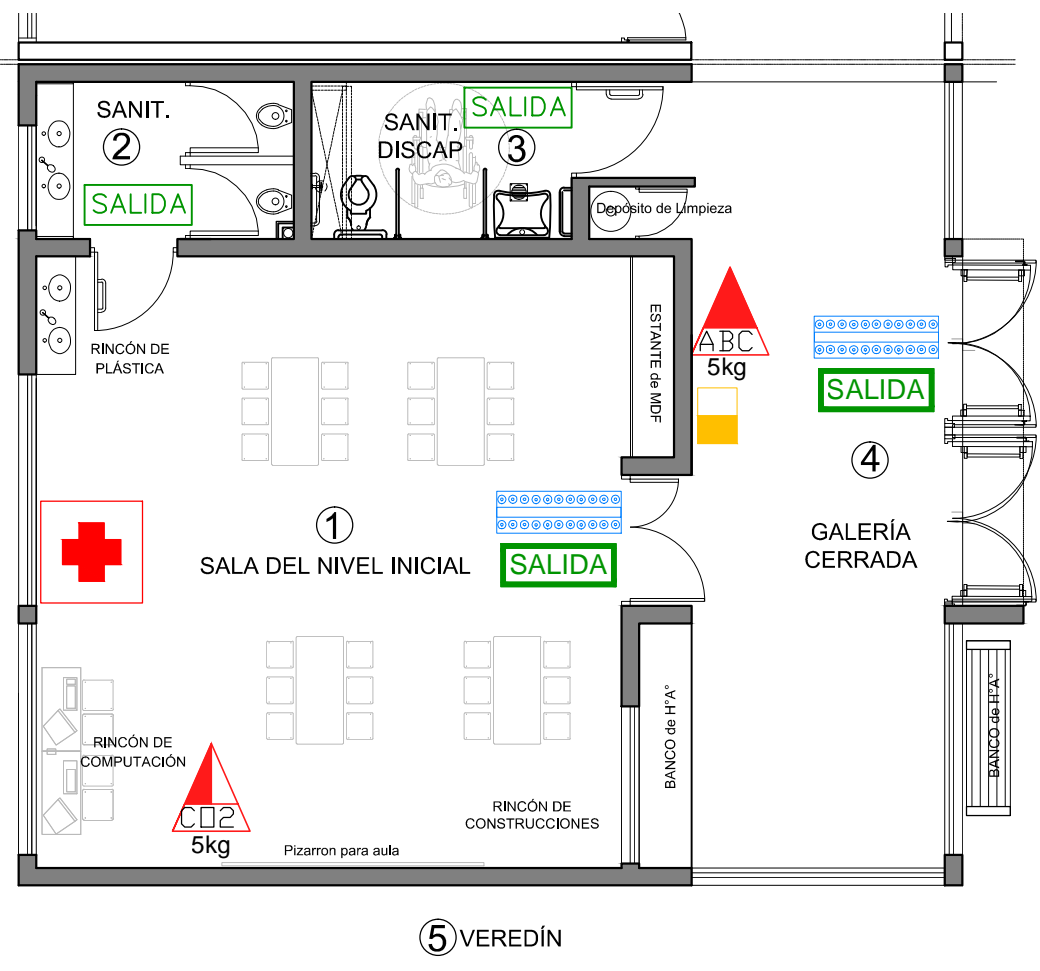 SANIT.
2
SALIDA
SANIT.
DISCAP
SALIDA
3
Depósito de Limpieza
RINCÓN DE
PLÁSTICA
ESTANTE de MDF
ABC
5kg
SALIDA
4
GALERÍA
CERRADA
1
SALA DEL NIVEL INICIAL
SALIDA
RINCÓN DE
COMPUTACIÓN
CO2
5kg
Pizarron para aula
RINCÓN DE
CONSTRUCCIONES
BANCO de H°A°
BANCO de H°A°
5 VEREDÍN